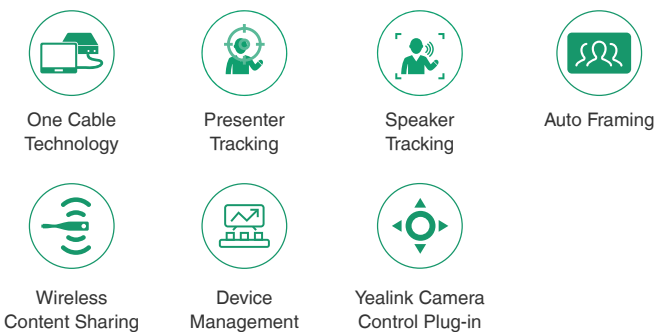 One Cable
Technology
Presenter
Tracking
Speaker
Tracking
Auto Framing
Wireless
Content Sharing
Device
Management
Yealink Camera
Control Plug-in